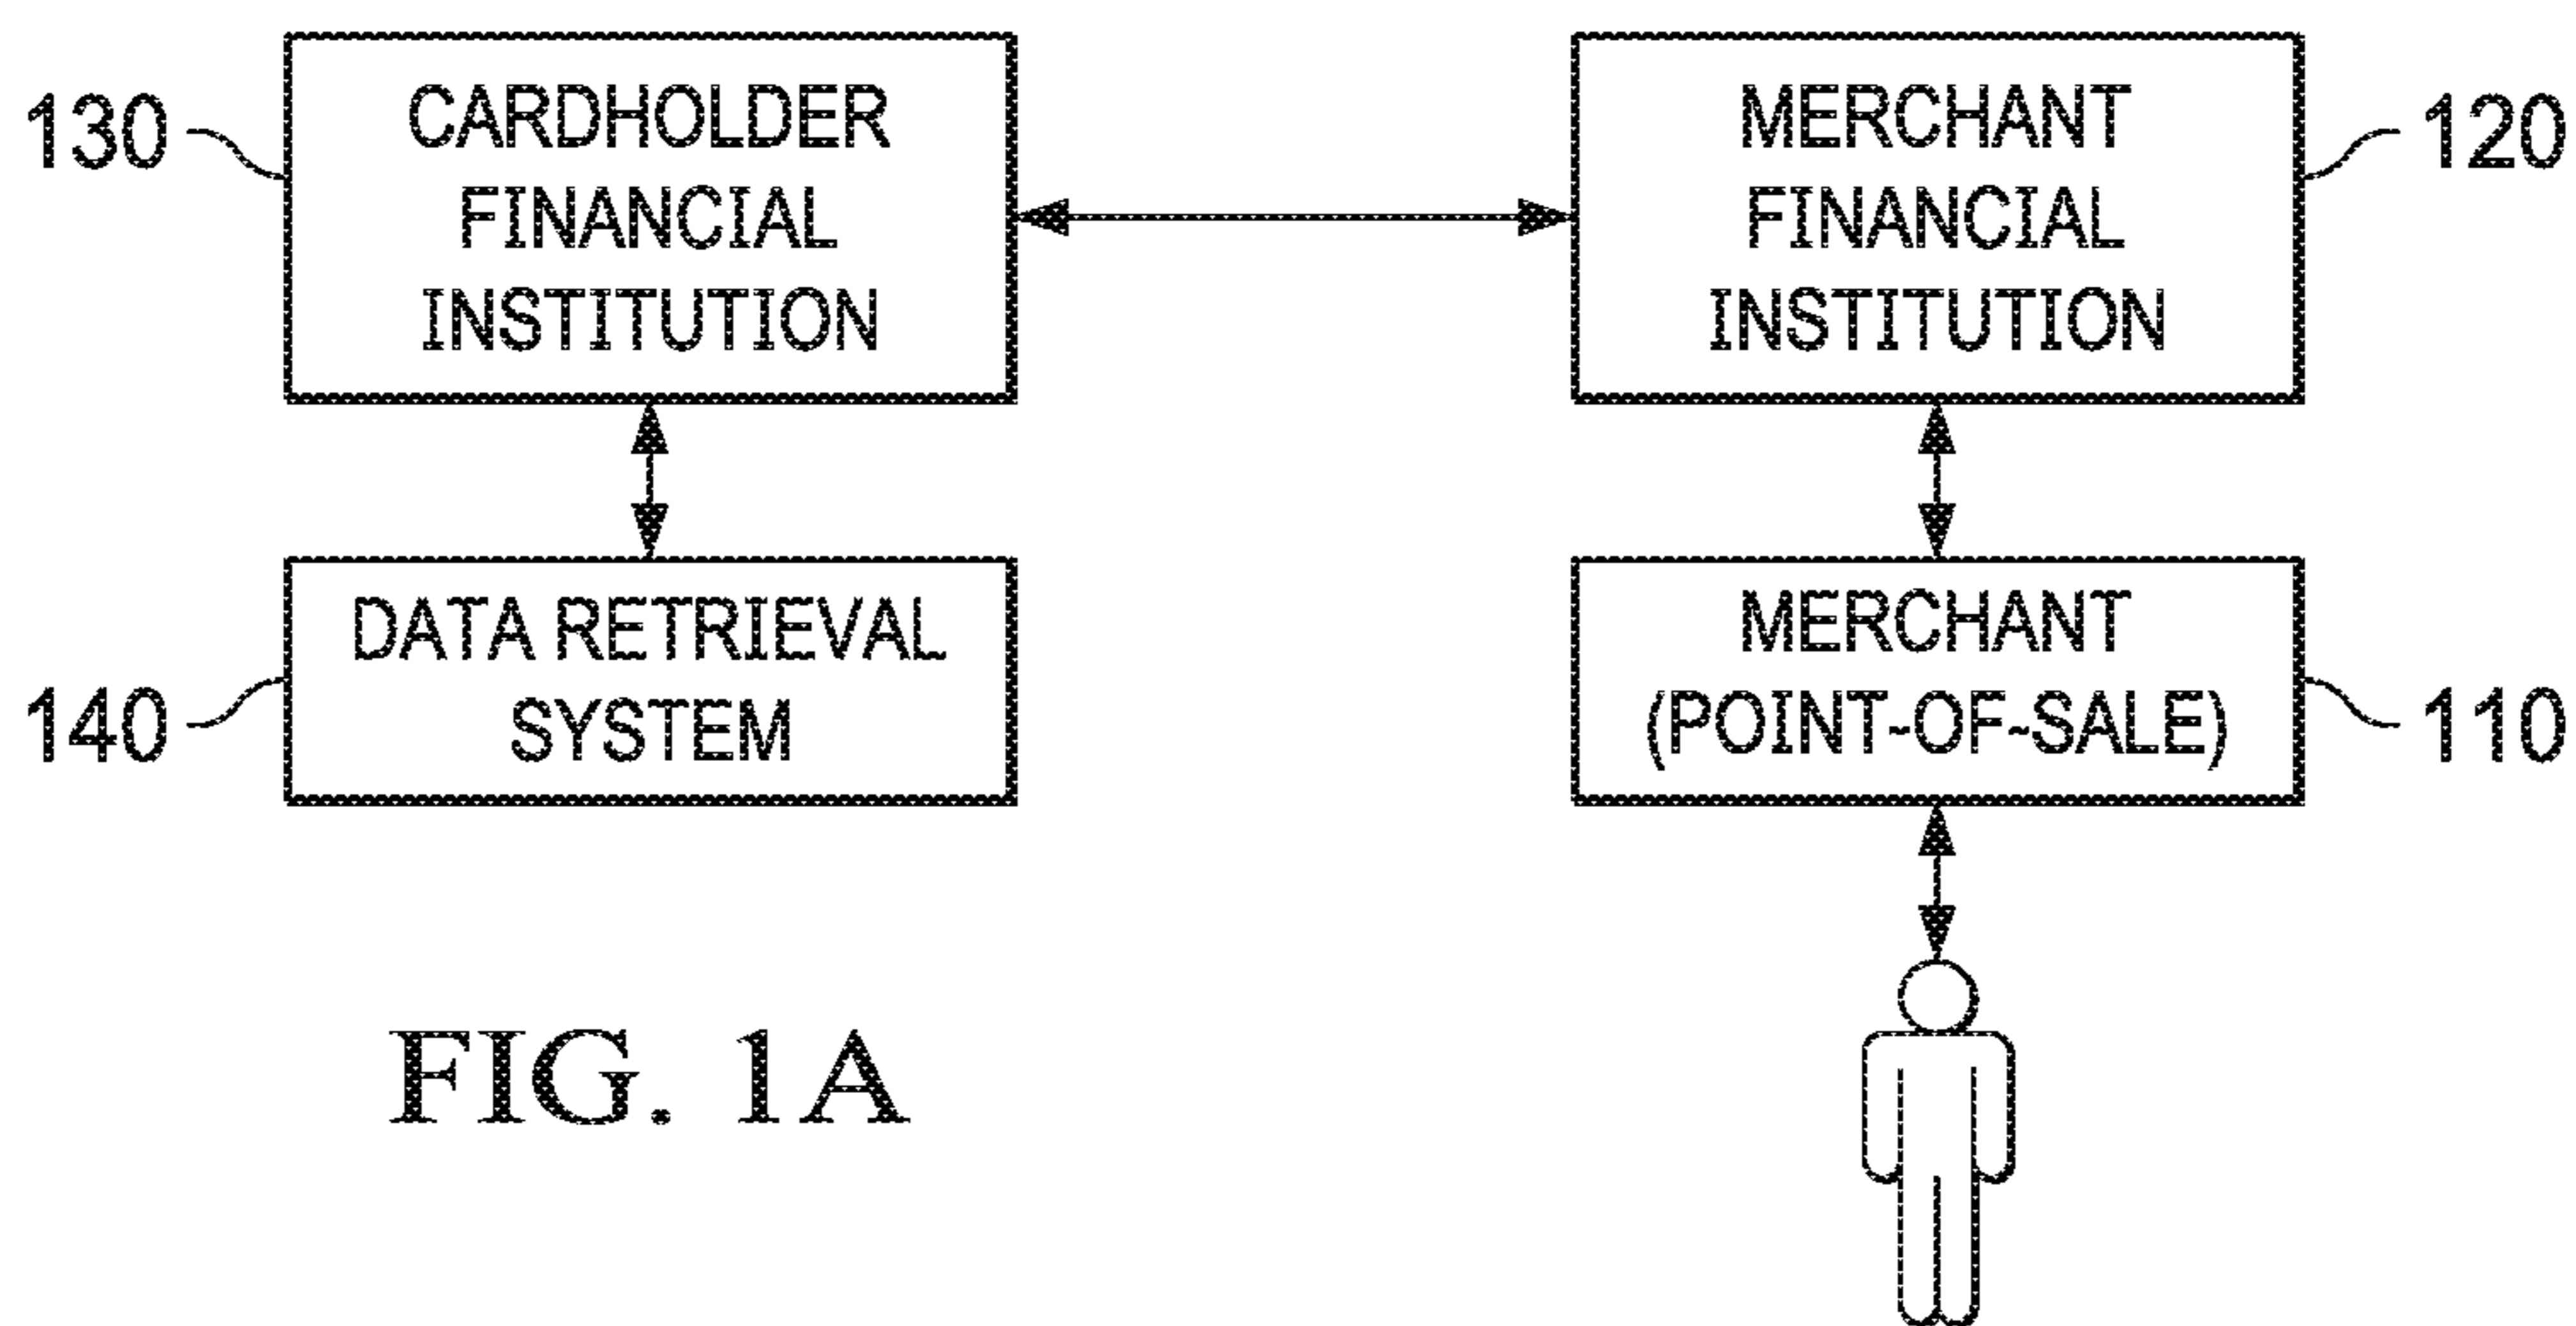 130
CARDHOLDER
FINANCIAL
INSTITUTION
MERCHANT
FINANCIAL
INSTITUTION
120
140
DATA RETRIEVAL
SYSTEM
MERCHANT
(POINT-OF-SALE)
110
FIG. 1A